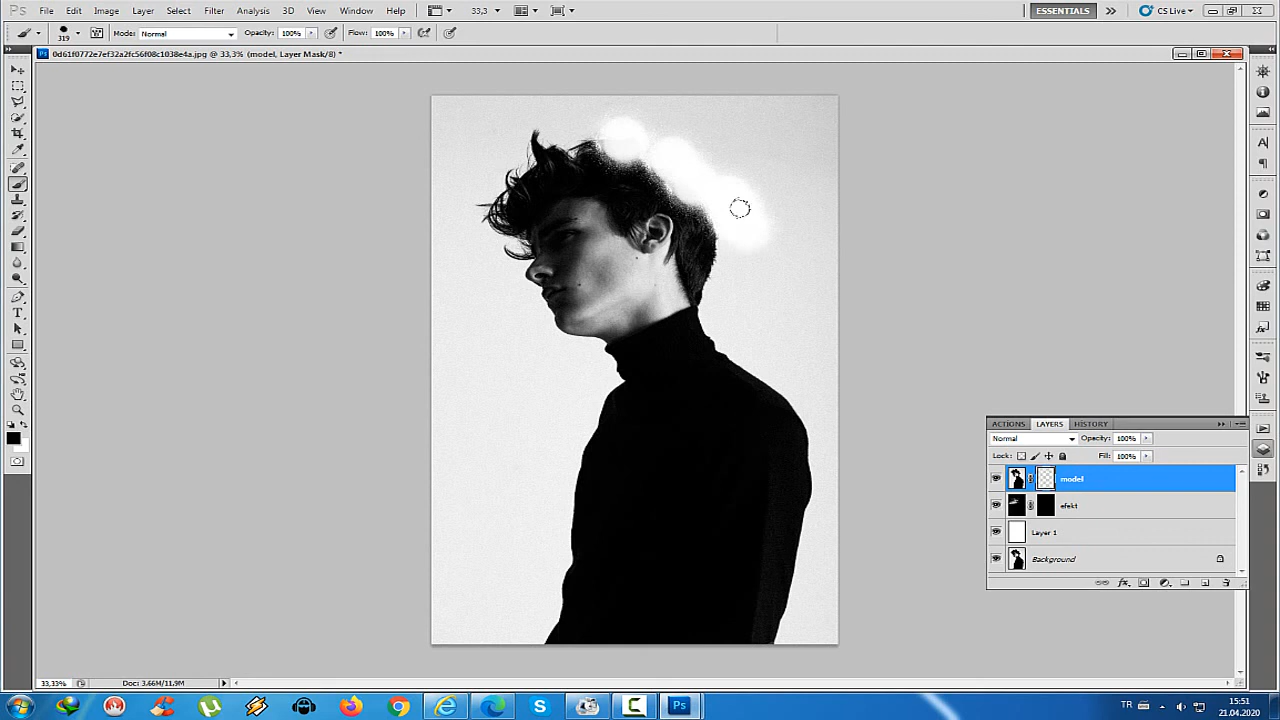 Ps File Edit Image Layer Select Filter Analysis 3D View Window Help 33,3 ESSENTIALS CS Live
319 Mode: Normal Opacity: 100% Flow: 100%
Ps 0d61f0772e7ef32a2fc56f08c1038e4a.jpg @ 33,3% (model, Layer Mask/8) *
ACTIONS LAYERS HISTORY
Normal Opacity: 100%
Lock: Fill: 100%
model
efekt
Layer 1
Background
33,33% Doc: 3.66M/11,9M
TR 15:51
21.04.2020